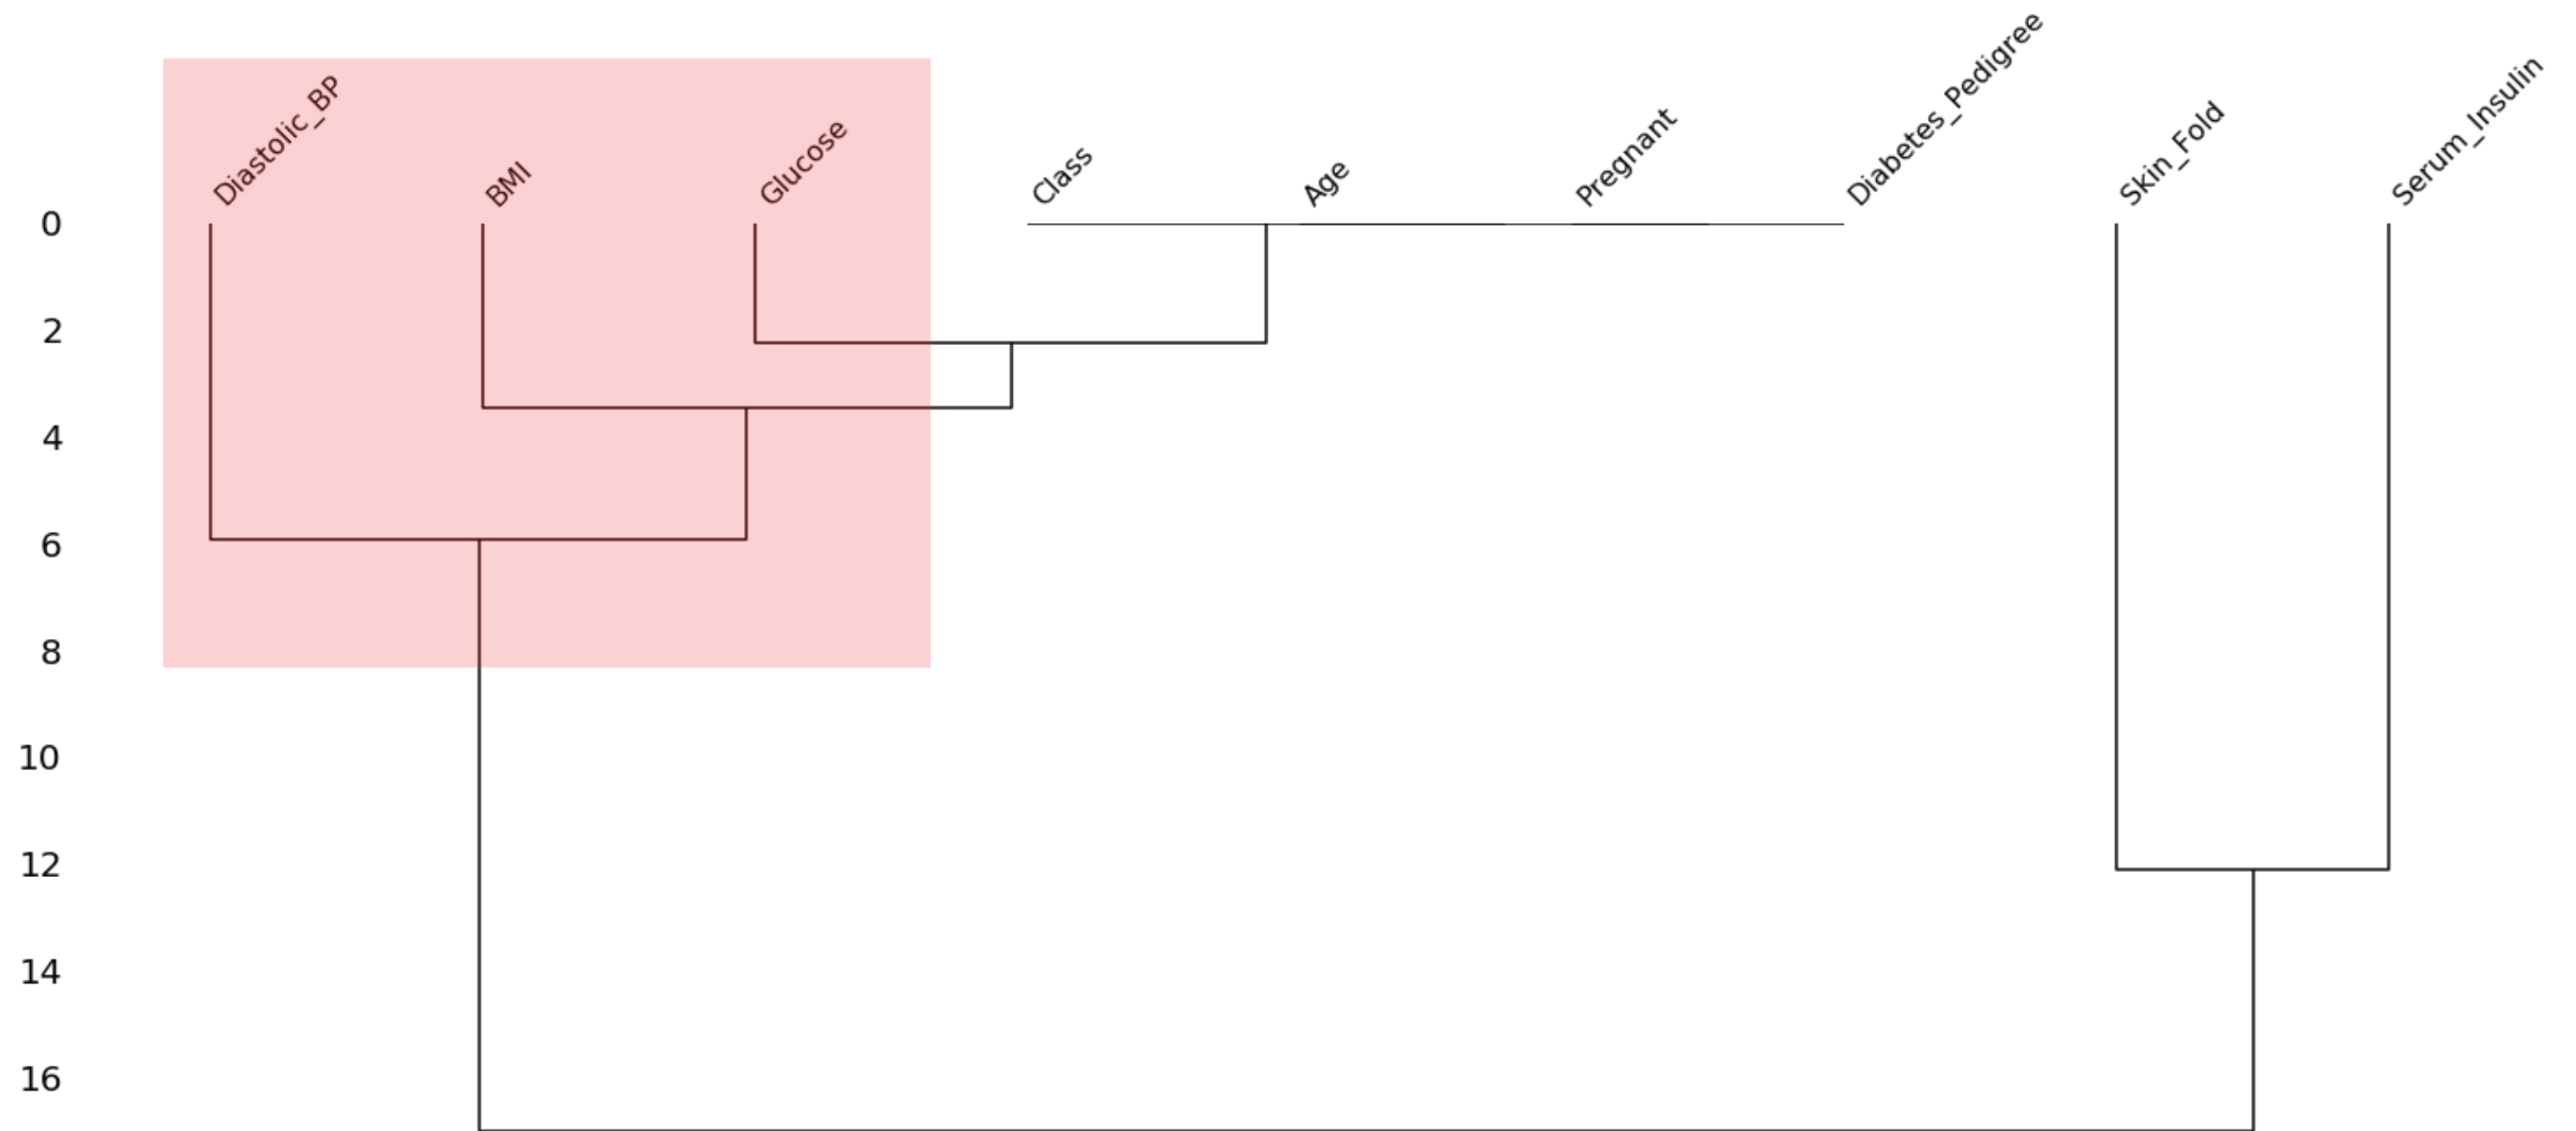 Diastolic_BP
BMI
Glucose
Class
Age
Pregnant
Diabetes_Pedigree
Skin_Fold
Serum_Insulin
0
2
4
6
8
10
12
14
16